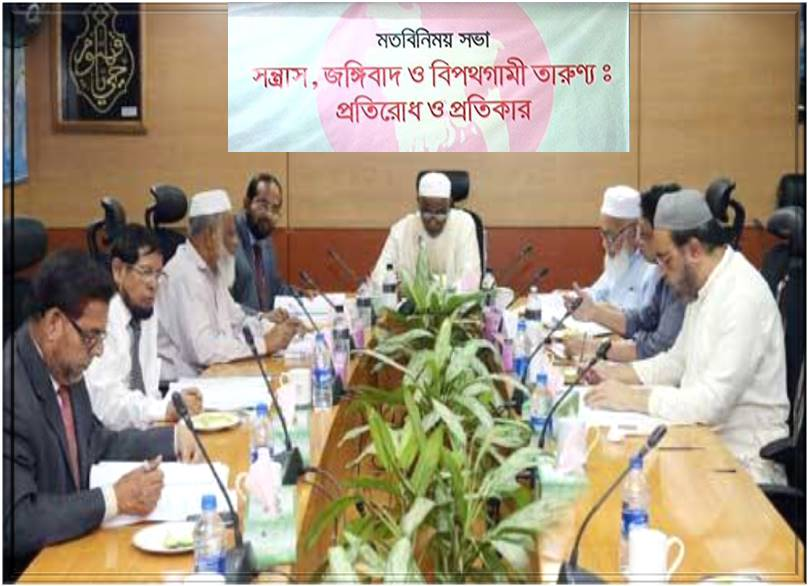 মতবিনিময় সভা
সন্ত্রাস, জঙ্গিবাদ ও বিপথগামী তারুণ্য ঃ
প্রতিরোধ ও প্রতিকার